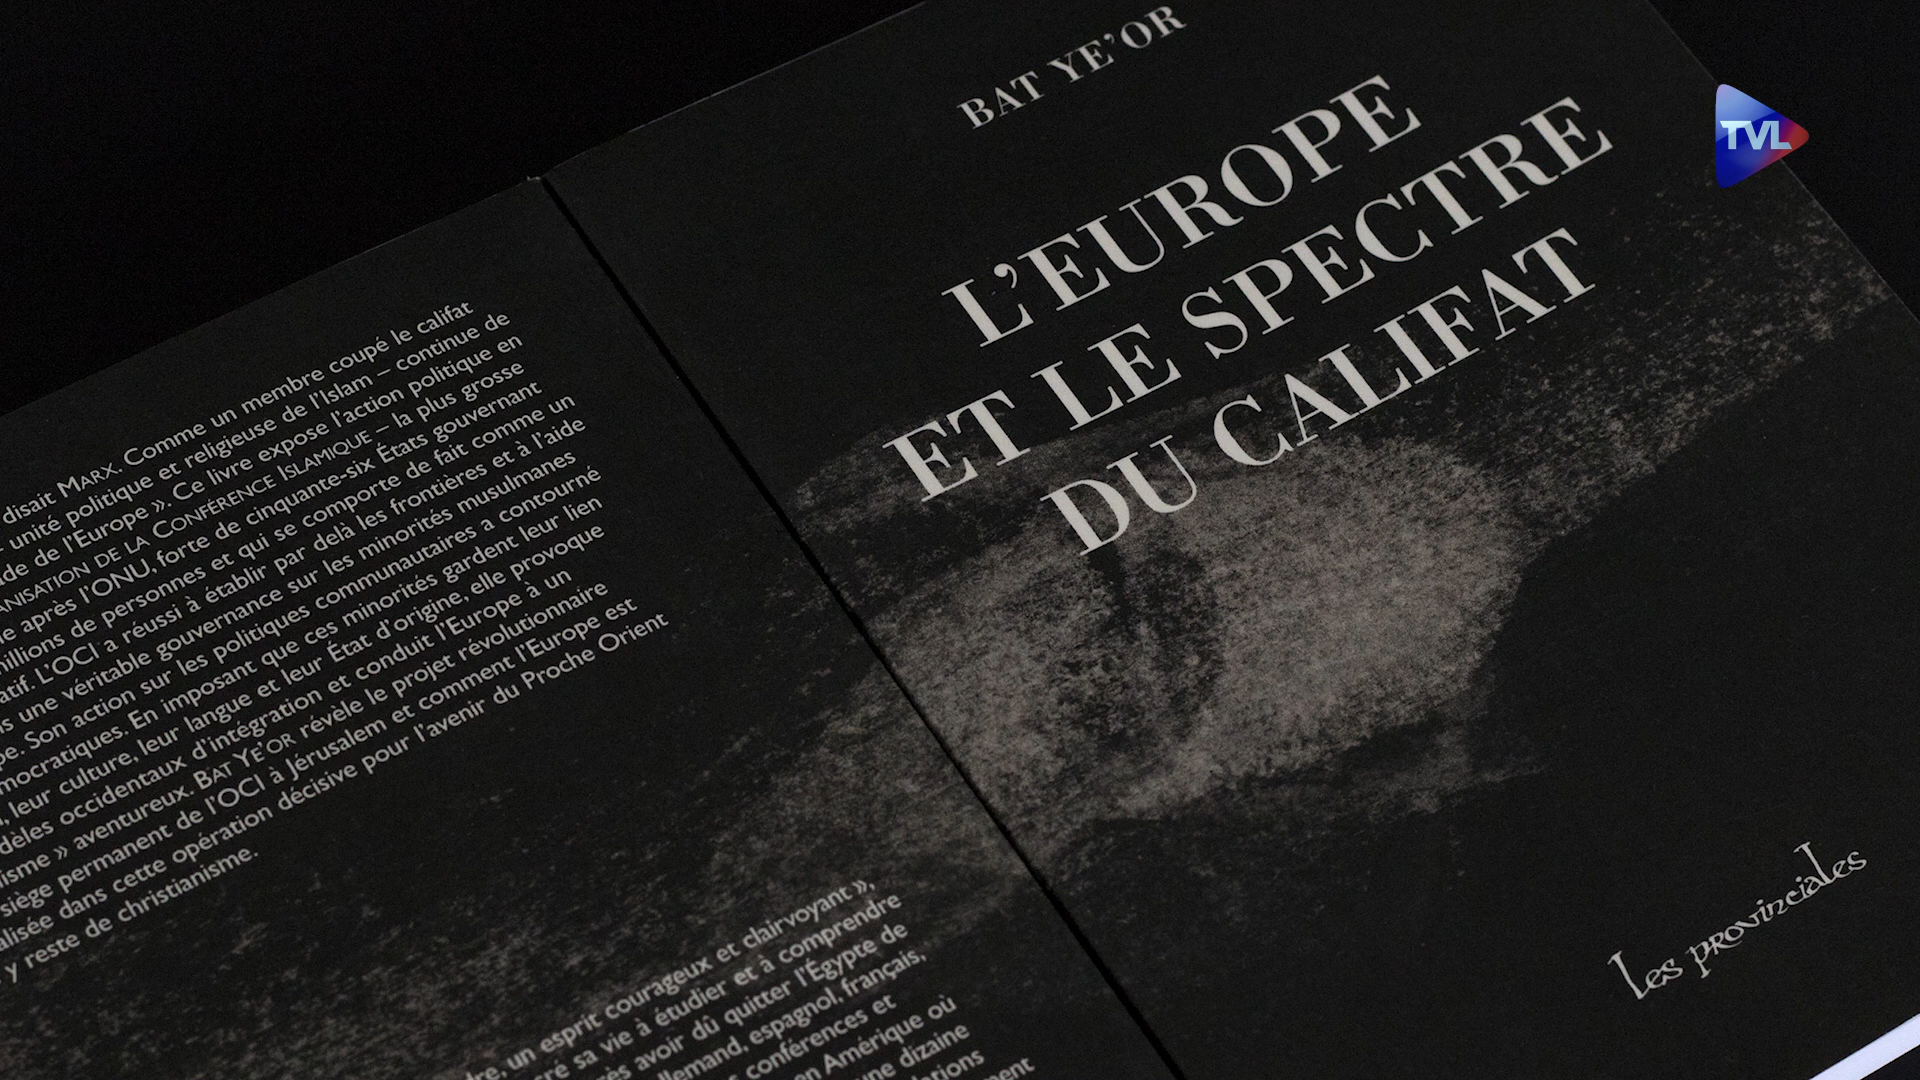 BAT YE'OR
L'EUROPE
ET LE SPECTRE
DU CALIFAT
Les provinciales
TVL
disait MARX. Comme un membre coupé le califat
unité politique et religieuse de l'Islam – continue de
de de l'Europe ». Ce livre expose l'action politique en
ANISATION DE LA CONFÉRENCE ISLAMIQUE – la plus grosse
après l'ONU, forte de cinquante-six États gouvernant
millions de personnes et qui se comporte de fait comme un
atif. L'OCI a réussi à établir par delà les frontières et à l'aide
s une véritable gouvernance sur les minorités musulmanes
pe. Son action sur les politiques communautaires a contourné
mocratiques. En imposant que ces minorités gardent leur lien
, leur culture, leur langue et leur État d'origine, elle provoque
dèles occidentaux d'intégration et conduit l'Europe à un
isme » aventureux. BAT YE'OR révèle le projet révolutionnaire
siège permanent de l'OCI à Jérusalem et comment l'Europe est
alisée dans cette opération décisive pour l'avenir du Proche Orient
y reste de christianisme.
dre, un esprit courageux et clairvoyant »,
cré sa vie à étudier et à comprendre
rès avoir dû quitter l'Égypte de
llemand, espagnol, français,
conférences et
en Amérique où
une dizaine